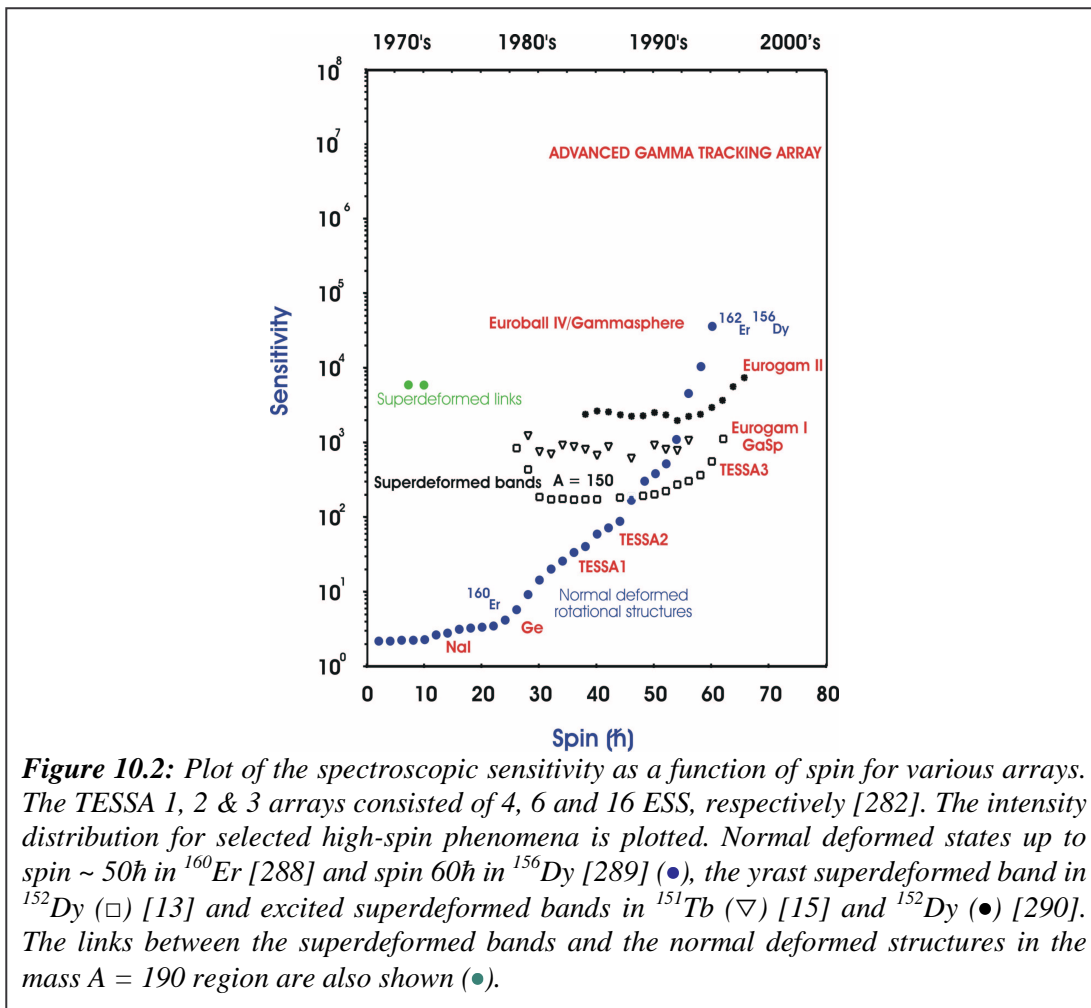 1970's 1980's 1990's 2000's
10^8
10^7
ADVANCED GAMMA TRACKING ARRAY
10^6
10^5
Euroball IV/Gammasphere
^162Er ^156Dy
10^4
Eurogam II
Superdeformed links
Sensitivity
Eurogam I
10^3
GaSp
Superdeformed bands A = 150
TESSA3
10^2
TESSA2
TESSA1
10^1
^160Er
Normal deformed
rotational structures
Ge
NaI
10^0
0 10 20 30 40 50 60 70 80
Spin (ℏ)
Figure 10.2: Plot of the spectroscopic sensitivity as a function of spin for various arrays.
The TESSA 1, 2 & 3 arrays consisted of 4, 6 and 16 ESS, respectively [282]. The intensity
distribution for selected high-spin phenomena is plotted. Normal deformed states up to
spin ~ 50ℏ in ^160Er [288] and spin 60ℏ in ^156Dy [289] (●), the yrast superdeformed band in
^152Dy (□) [13] and excited superdeformed bands in ^151Tb (▽) [15] and ^152Dy (●) [290].
The links between the superdeformed bands and the normal deformed structures in the
mass A = 190 region are also shown (●).